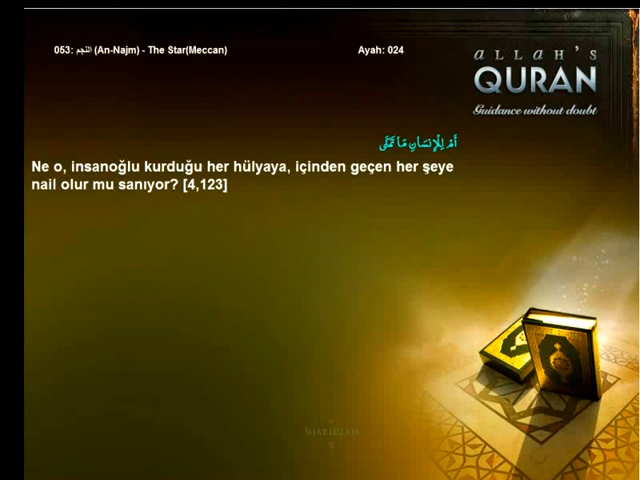 053: النجم (An-Najm) - The Star(Meccan) Ayah: 024
ALLAH'S
QURAN
Guidance without doubt
أَمْ لِلْإِنسَانِ مَا تَمَنَّىٰ
Ne o, insanoğlu kurduğu her hülyaya, içinden geçen her şeye
nail olur mu sanıyor? [4,123]